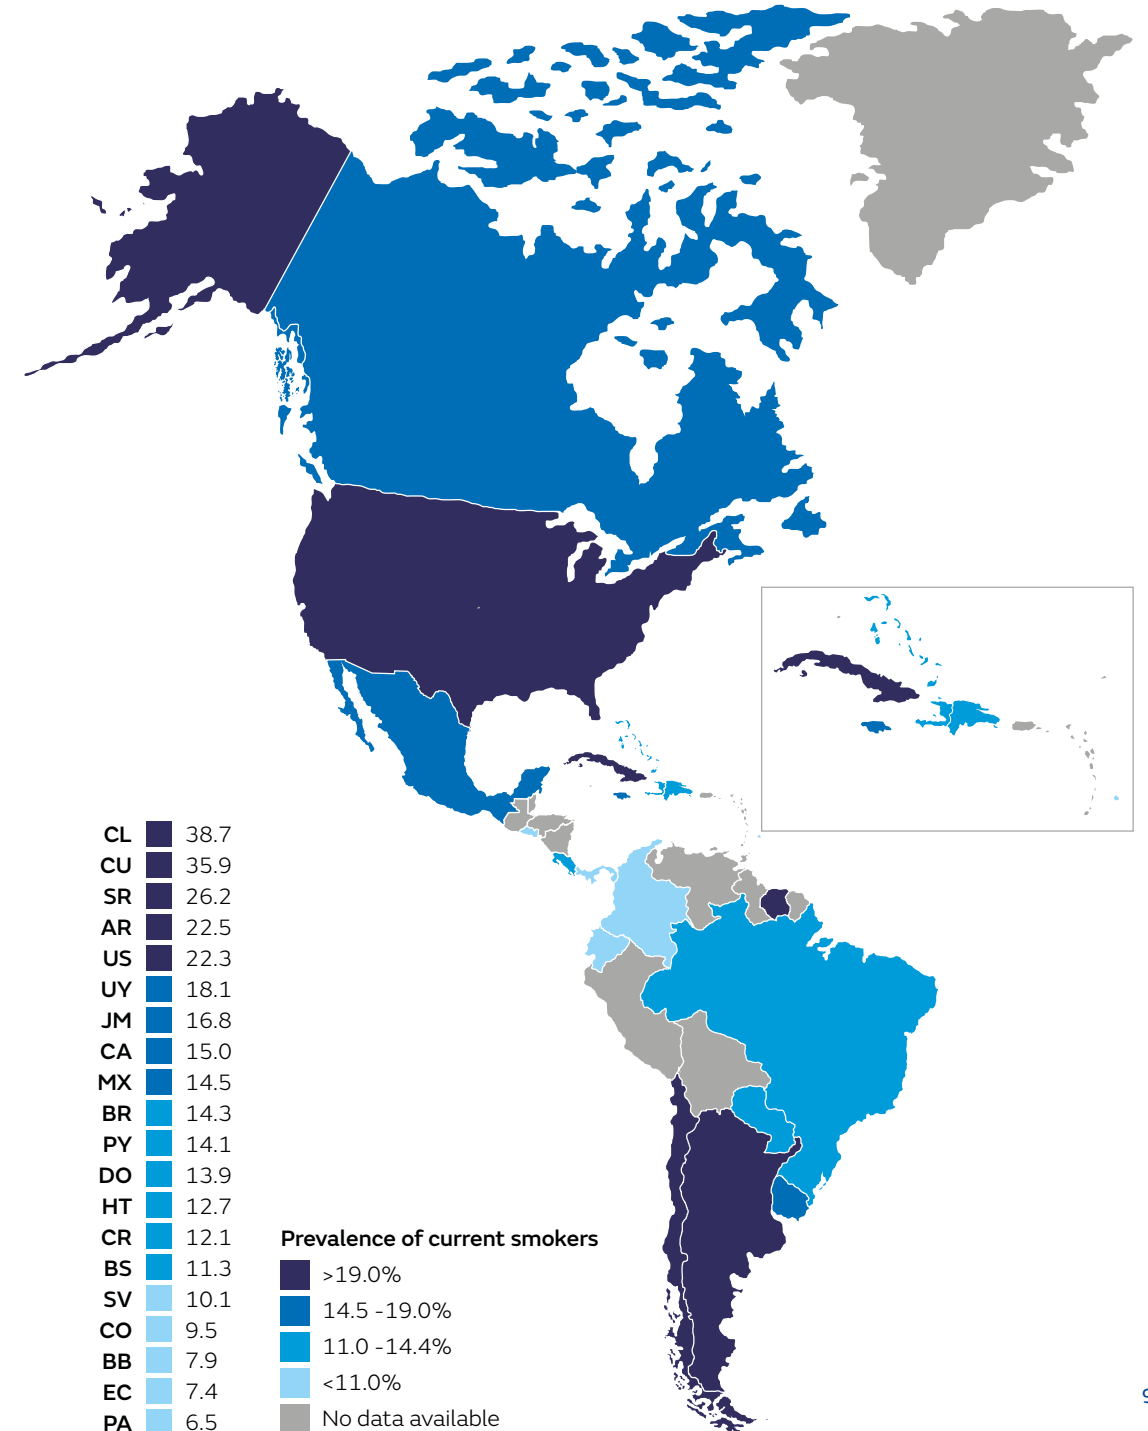 CL 38.7
CU 35.9
SR 26.2
AR 22.5
US 22.3
UY 18.1
JM 16.8
CA 15.0
MX 14.5
BR 14.3
PY 14.1
DO 13.9
HT 12.7
CR 12.1
BS 11.3
SV 10.1
CO 9.5
BB 7.9
EC 7.4
PA 6.5
Prevalence of current smokers
>19.0%
14.5 -19.0%
11.0 -14.4%
<11.0%
No data available